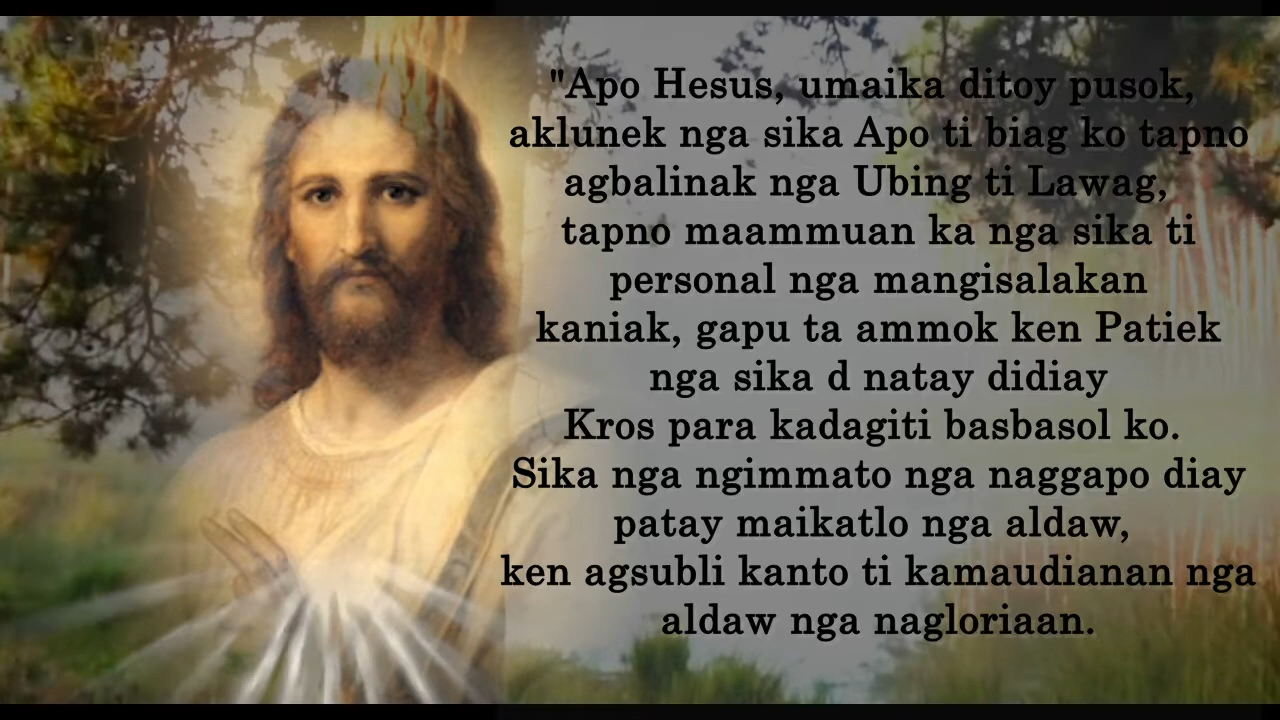 "Apo Hesus, umaika ditoy pusok,
aklunek nga sika Apo ti biag ko tapno
agbalinak nga Ubing ti Lawag,
tapno maammuan ka nga sika ti
personal nga mangisalakan
kaniak, gapu ta ammok ken Patiek
nga sika d natay didiay
Kros para kadagiti basbasol ko.
Sika nga ngimmato nga naggapo diay
patay maikatlo nga aldaw,
ken agsubli kanto ti kamaudianan nga
aldaw nga nagloriaan.